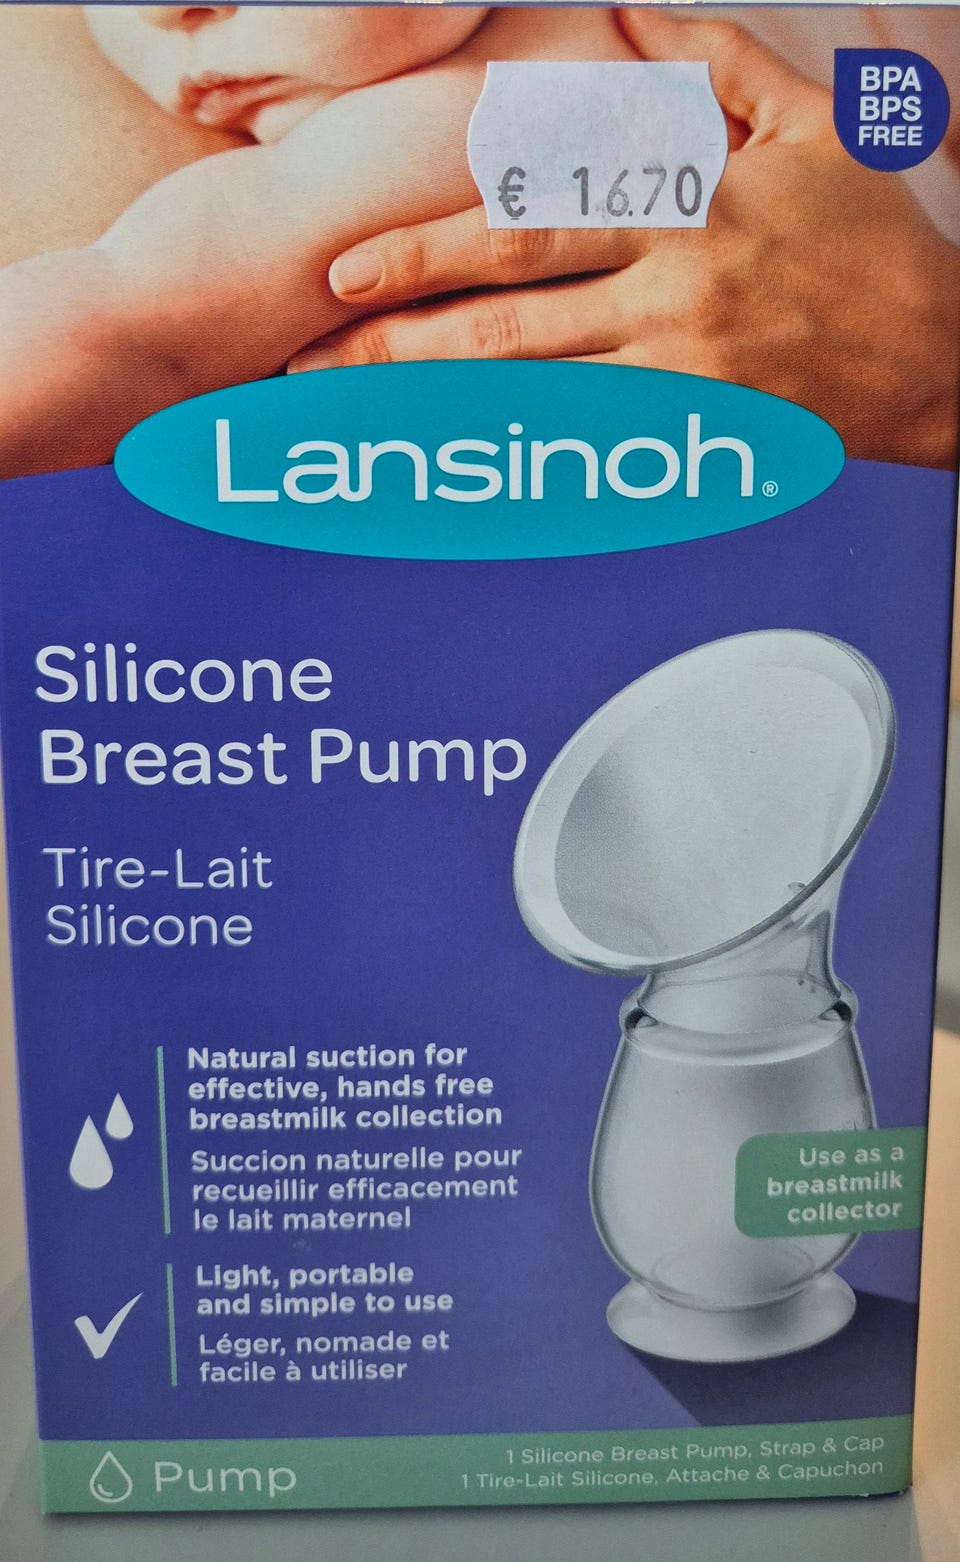 BPA
BPS
FREE
€ 16.70
Lansinoh®
Silicone
Breast Pump
Tire-Lait
Silicone
Natural suction for
effective, hands free
breastmilk collection
Succion naturelle pour
recueillir efficacement
le lait maternel
Light, portable
and simple to use
Léger, nomade et
facile à utiliser
Use as a
breastmilk
collector
Pump
1 Silicone Breast Pump, Strap & Cap
1 Tire-Lait Silicone, Attache & Capuchon